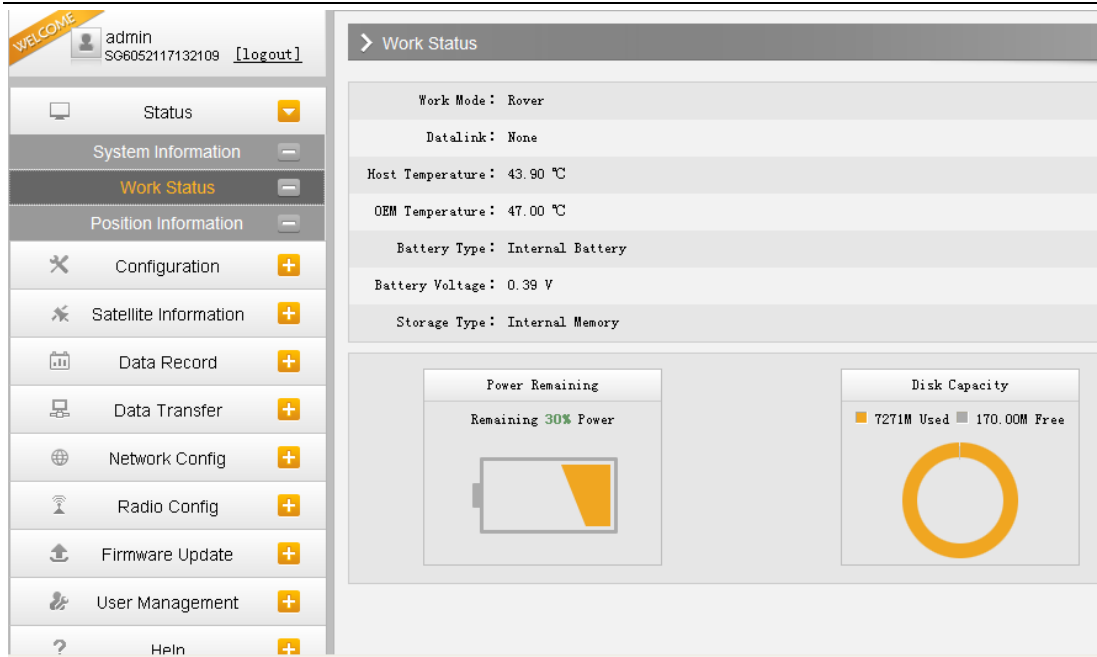 WELCOME
admin
SG6052117132109 [logout]
Status
System Information
Work Status
Position Information
Configuration
Satellite Information
Data Record
Data Transfer
Network Config
Radio Config
Firmware Update
User Management
Help
Work Status
Work Mode: Rover
Datalink: None
Host Temperature: 43.90 ℃
OEM Temperature: 47.00 ℃
Battery Type: Internal Battery
Battery Voltage: 0.39 V
Storage Type: Internal Memory
Power Remaining
Remaining 30% Power
Disk Capacity
7271M Used 170.00M Free